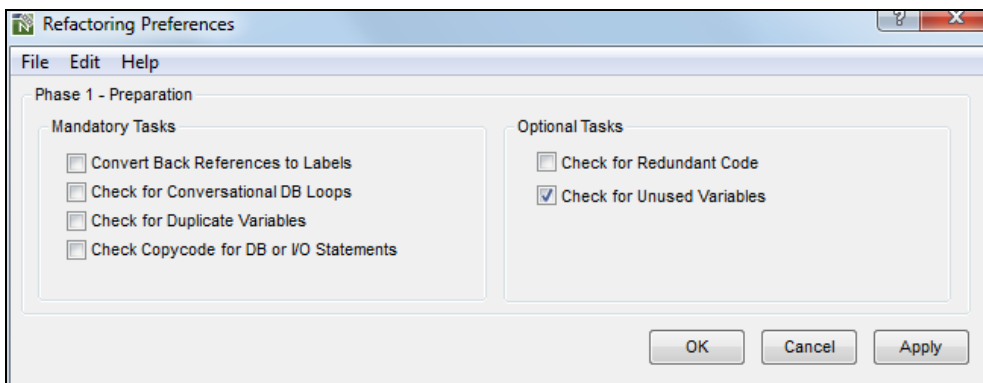 Refactoring Preferences
File Edit Help
Phase 1 - Preparation
Mandatory Tasks
Convert Back References to Labels
Check for Conversational DB Loops
Check for Duplicate Variables
Check Copycode for DB or I/O Statements
Optional Tasks
Check for Redundant Code
Check for Unused Variables
OK Cancel Apply